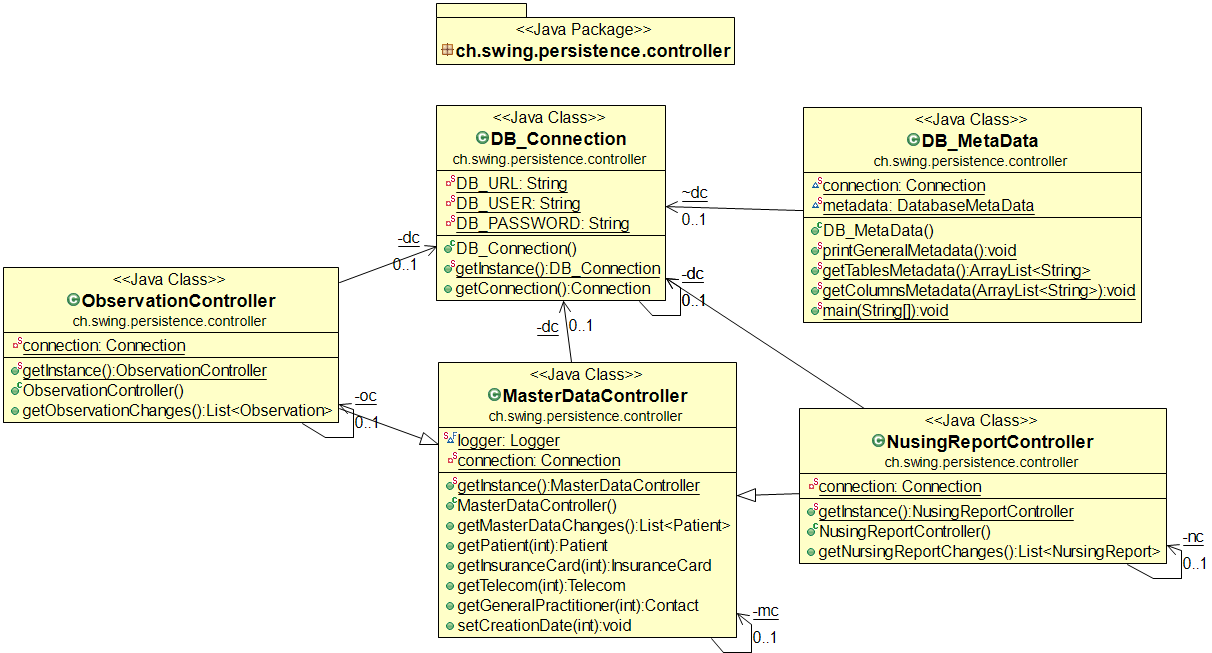 <<Java Package>>
ch.swing.persistence.controller
<<Java Class>>
DB_Connection
ch.swing.persistence.controller
DB_URL: String
DB_USER: String
DB_PASSWORD: String
DB_Connection()
getInstance():DB_Connection
getConnection():Connection
<<Java Class>>
DB_MetaData
ch.swing.persistence.controller
connection: Connection
metadata: DatabaseMetaData
DB_MetaData()
printGeneralMetadata():void
getTablesMetadata():ArrayList<String>
getColumnsMetadata(ArrayList<String>):void
main(String[]):void
~dc
0..1
-dc
0..1
-dc
0..1
-dc
0..1
<<Java Class>>
ObservationController
ch.swing.persistence.controller
connection: Connection
getInstance():ObservationController
ObservationController()
getObservationChanges():List<Observation>
-oc
0..1
<<Java Class>>
MasterDataController
ch.swing.persistence.controller
logger: Logger
connection: Connection
getInstance():MasterDataController
MasterDataController()
getMasterDataChanges():List<Patient>
getPatient(int):Patient
getInsuranceCard(int):InsuranceCard
getTelecom(int):Telecom
getGeneralPractitioner(int):Contact
setCreationDate(int):void
-mc
0..1
<<Java Class>>
NusingReportController
ch.swing.persistence.controller
connection: Connection
getInstance():NusingReportController
NusingReportController()
getNursingReportChanges():List<NursingReport>
-nc
0..1